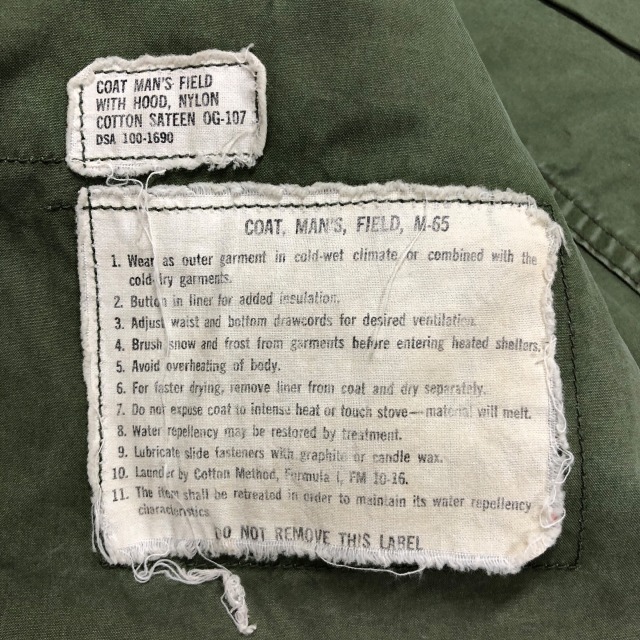 COAT MAN'S FIELD
WITH HOOD, NYLON
COTTON SATEEN OG-107
DSA 100-1690
COAT, MAN'S, FIELD, M-65
1. Wear as outer garment in cold-wet climate or combined with the
cold-dry garments.
2. Button in liner for added insulation.
3. Adjust waist and bottom drawcords for desired ventilation.
4. Brush snow and frost from garments before entering heated shelters.
5. Avoid overheating of body.
6. For faster drying, remove liner from coat and dry separately.
7. Do not expose coat to intense heat or touch stove—material will melt.
8. Water repellency may be restored by treatment.
9. Lubricate slide fasteners with graphite or candle wax.
10. Launder by Cotton Method, Formula I, FM 10-16.
11. The item shall be retreated in order to maintain its water repellency
characteristics
DO NOT REMOVE THIS LABEL